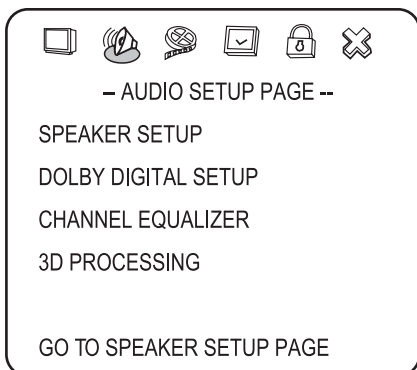 – AUDIO SETUP PAGE --
SPEAKER SETUP
DOLBY DIGITAL SETUP
CHANNEL EQUALIZER
3D PROCESSING
GO TO SPEAKER SETUP PAGE